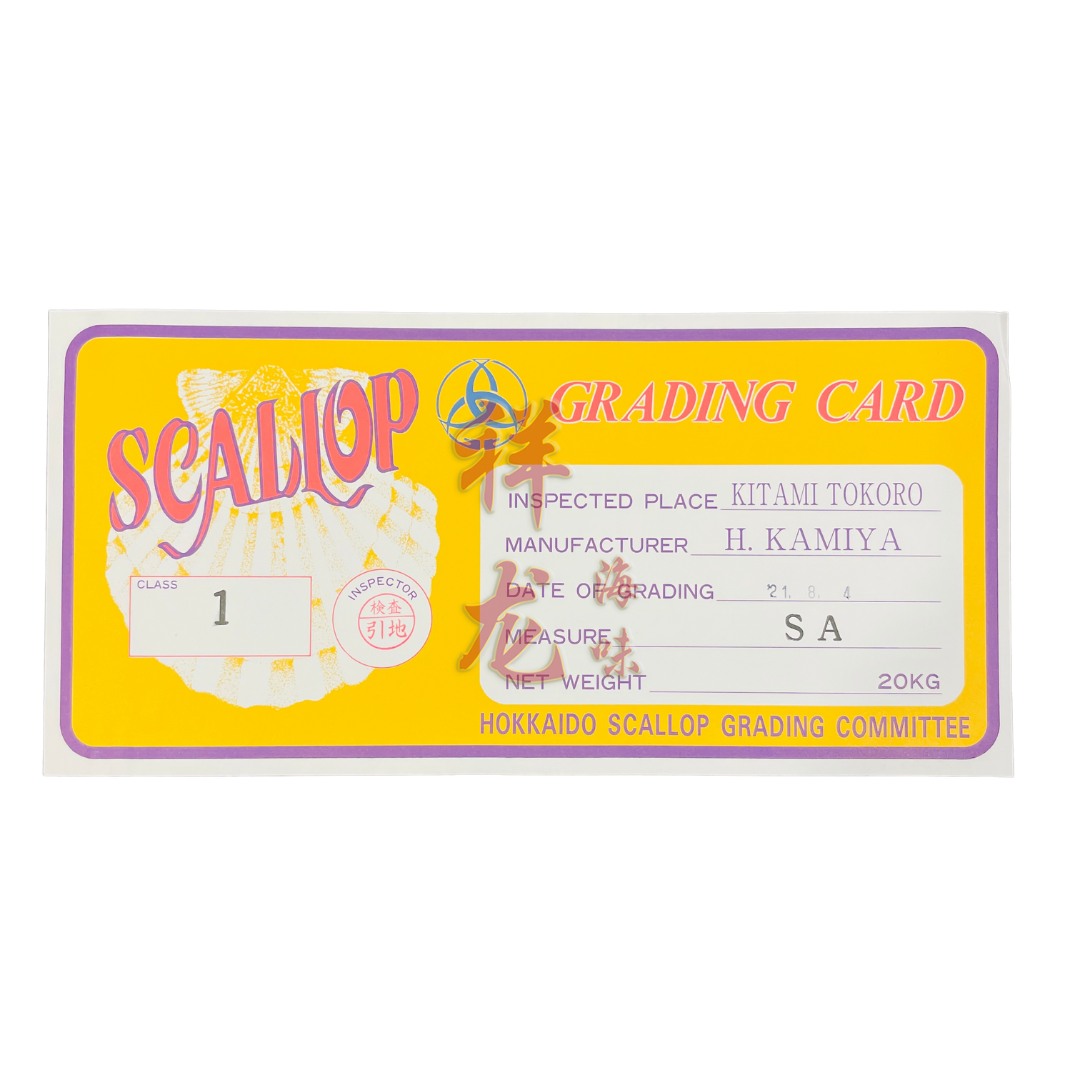 SCALLOP
GRADING CARD
INSPECTED PLACE KITAMI TOKORO
MANUFACTURER H. KAMIYA
DATE OF GRADING '21. 8. 4
MEASURE SA
NET WEIGHT 20KG
HOKKAIDO SCALLOP GRADING COMMITTEE
CLASS
1
INSPECTOR
検査
引地
祥龙
海味